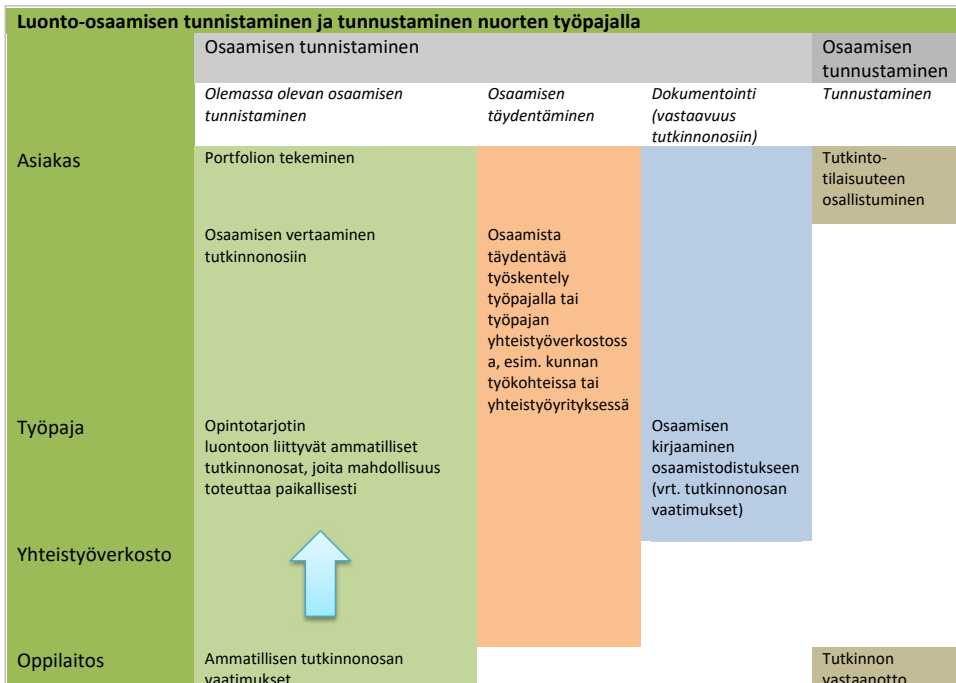 Luonto-osaamisen tunnistaminen ja tunnustaminen nuorten työpajalla
Osaamisen tunnistaminen
Osaamisen
tunnustaminen
Olemassa olevan osaamisen
tunnistaminen
Osaamisen
täydentäminen
Dokumentointi
(vastaavuus
tutkinnonosiin)
Tunnustaminen
Asiakas
Portfolion tekeminen
Tutkinto-
tilaisuuteen
osallistuminen
Osaamisen vertaaminen
tutkinnonosiin
Osaamista
täydentävä
työskentely
työpajalla tai
työpajan
yhteistyöverkostoss
a, esim. kunnan
työkohteissa tai
yhteistyöyrityksessä
Työpaja
Opintotarjotin
luontoon liittyvät ammatilliset
tutkinnonosat, joita mahdollisuus
toteuttaa paikallisesti
Osaamisen
kirjaaminen
osaamistodistukseen
(vrt. tutkinnonosan
vaatimukset)
Yhteistyöverkosto
Oppilaitos
Ammatillisen tutkinnonosan
vaatimukset
Tutkinnon
vastaanotto